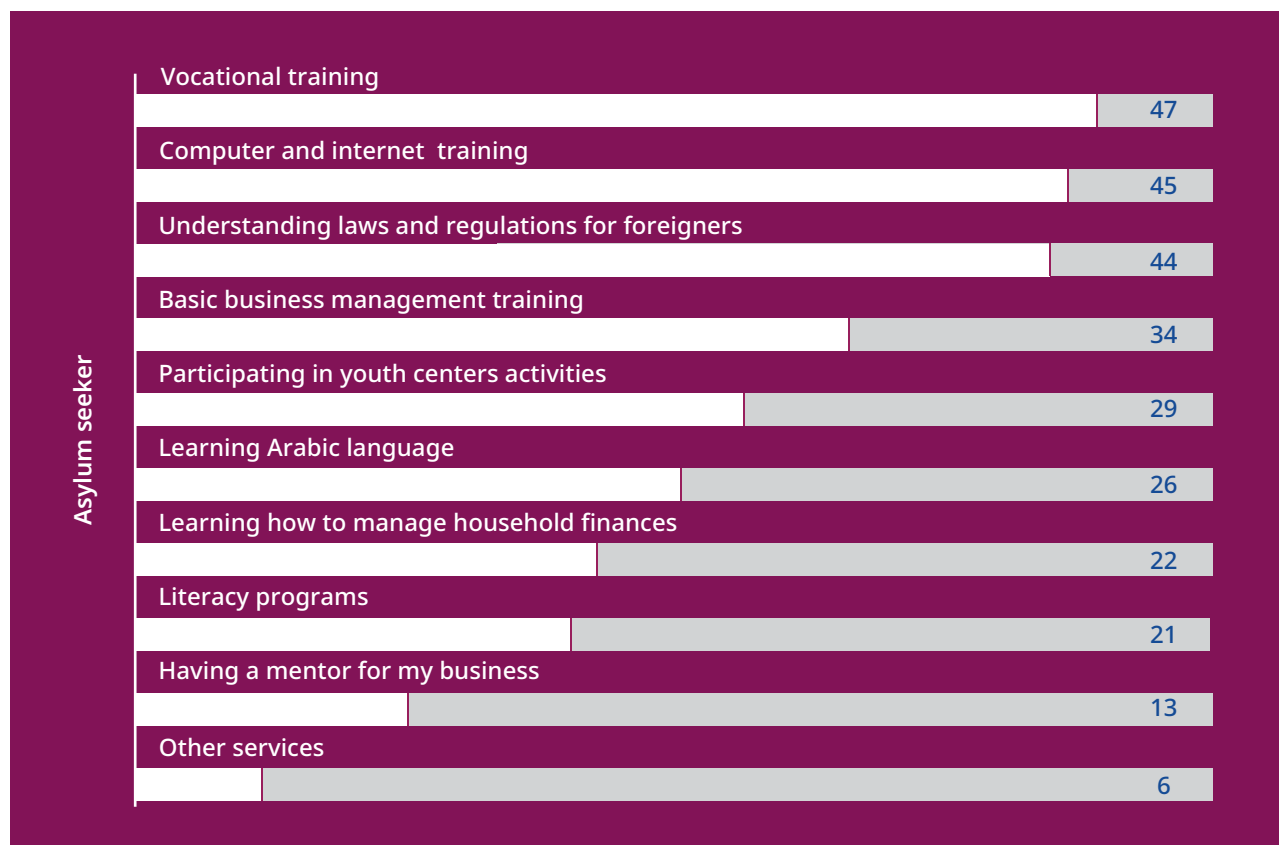 Asylum seeker
Vocational training
47
Computer and internet  training
45
Understanding laws and regulations for foreigners
44
Basic business management training
34
Participating in youth centers activities
29
Learning Arabic language
26
Learning how to manage household finances
22
Literacy programs
21
Having a mentor for my business
13
Other services
6